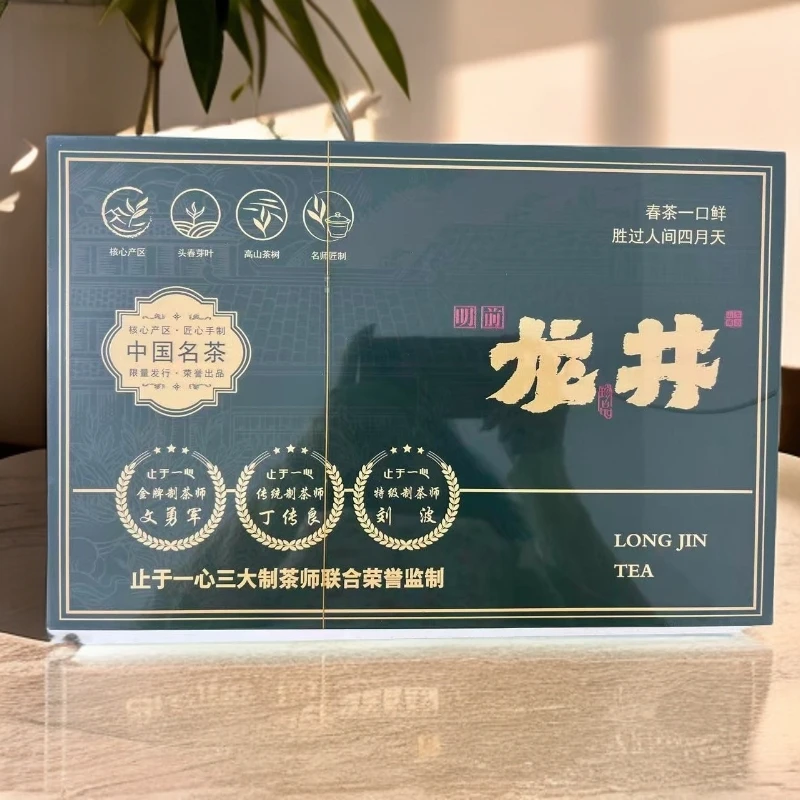 核心产区
头春芽叶
高山茶树
名师匠制
春茶一口鲜
胜过人间四月天
核心产区·匠心手制
中国名茶
限量发行·荣誉出品
明前
龙井
止于一心
金牌制茶师
文勇军
止于一心
传统制茶师
丁传良
止于一心
特级制茶师
刘 波
止于一心三大制茶师联合荣誉监制
LONG JIN
TEA